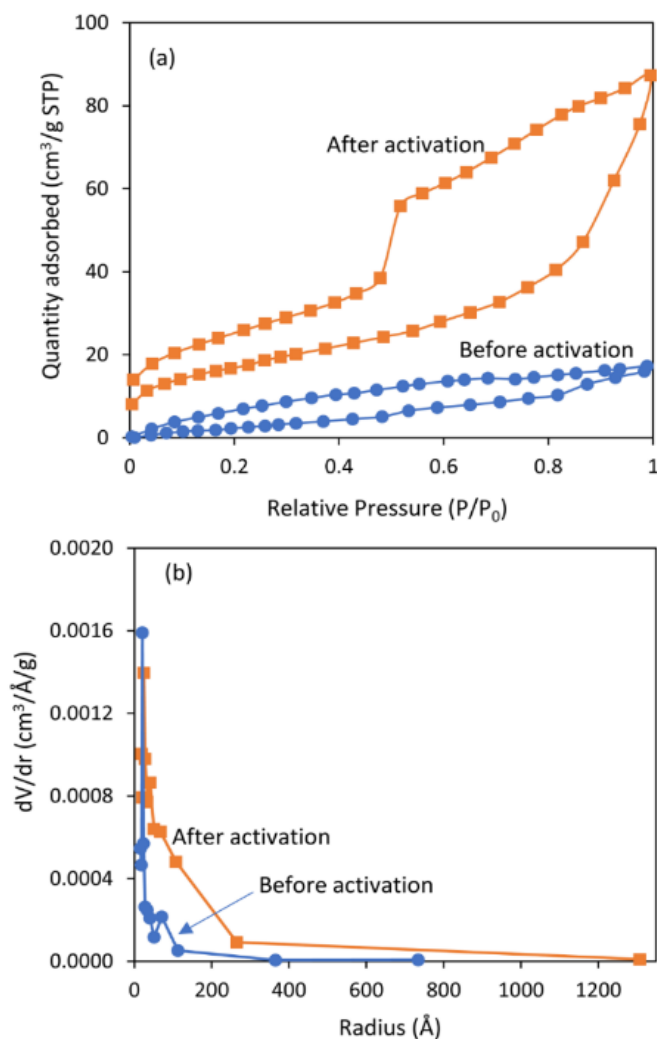 (a)
100
80
60
40
20
0
Quantity adsorbed (cm³/g STP)
After activation
Before activation
0 0.2 0.4 0.6 0.8 1
Relative Pressure (P/P₀)
(b)
0.0020
0.0016
0.0012
0.0008
0.0004
0.0000
dV/dr (cm³/Å/g)
After activation
Before activation
0 200 400 600 800 1000 1200
Radius (Å)